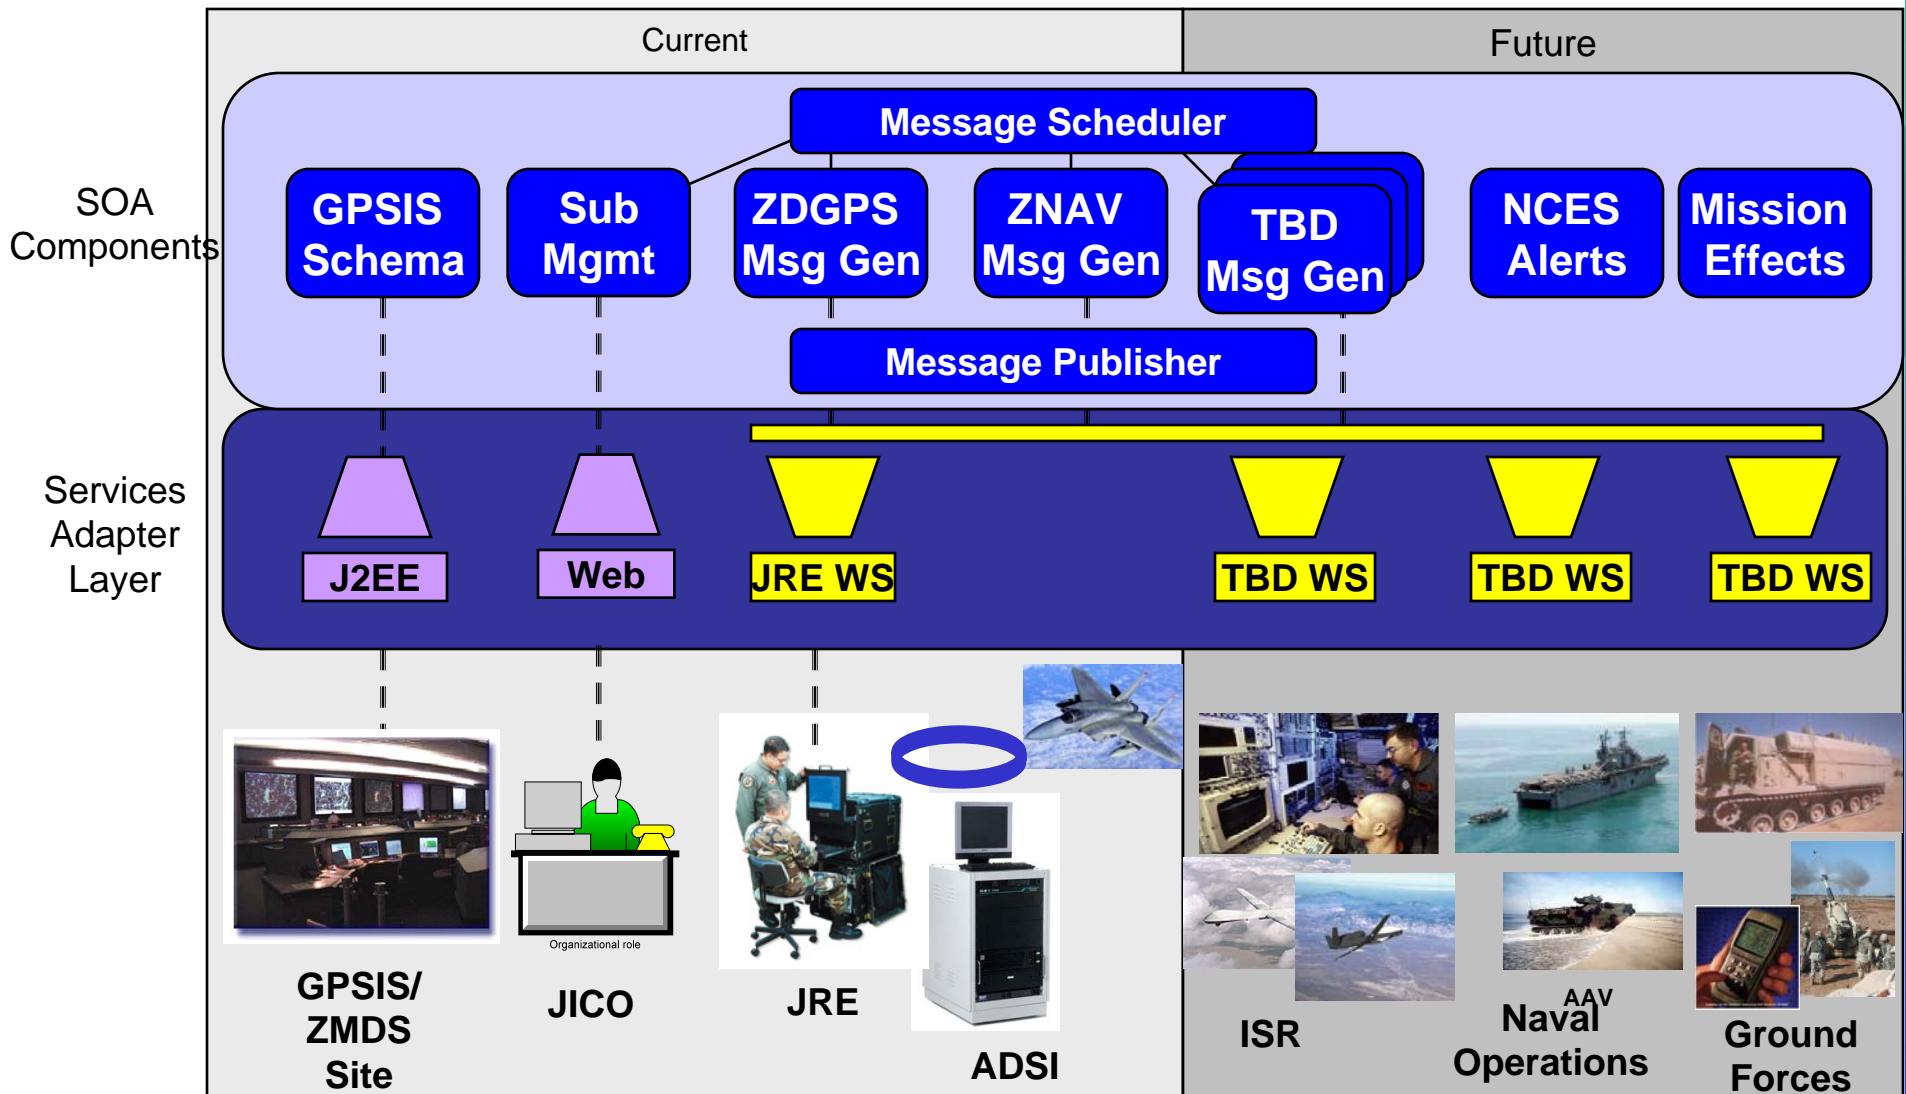 Current
Future
SOA
Components
Message Scheduler
GPSIS
Schema
Sub
Mgmt
ZDGPS
Msg Gen
ZNAV
Msg Gen
TBD
Msg Gen
NCES
Alerts
Mission
Effects
Message Publisher
Services
Adapter
Layer
J2EE
Web
JRE WS
TBD WS
TBD WS
TBD WS
Organizational role
GPSIS/
ZMDS
Site
JICO
JRE
ADSI
ISR
AAV
Naval
Operations
Ground
Forces